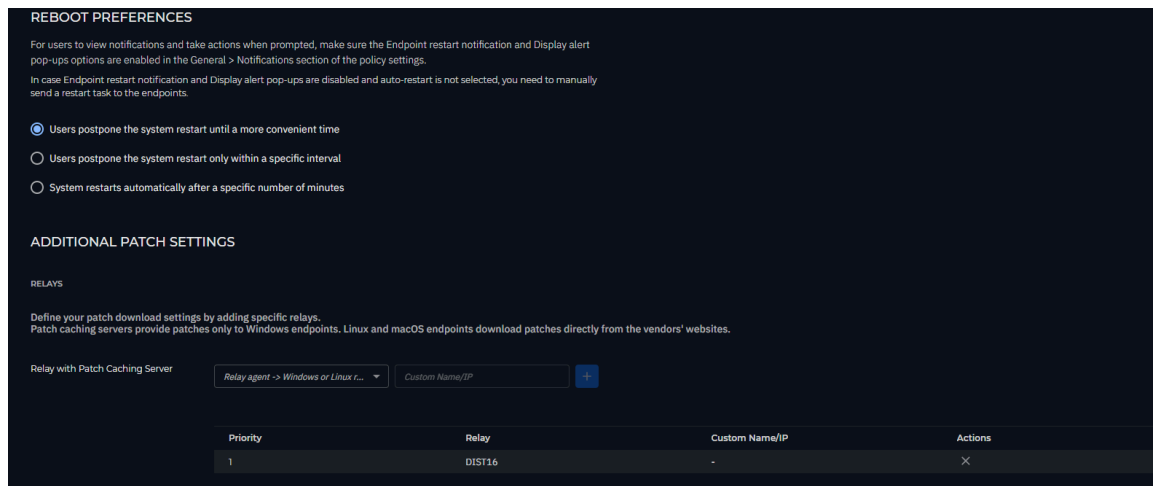 REBOOT PREFERENCES
For users to view notifications and take actions when prompted, make sure the Endpoint restart notification and Display alert
pop-ups options are enabled in the General > Notifications section of the policy settings.
In case Endpoint restart notification and Display alert pop-ups are disabled and auto-restart is not selected, you need to manually
send a restart task to the endpoints.
Users postpone the system restart until a more convenient time
Users postpone the system restart only within a specific interval
System restarts automatically after a specific number of minutes
ADDITIONAL PATCH SETTINGS
RELAYS
Define your patch download settings by adding specific relays.
Patch caching servers provide patches only to Windows endpoints. Linux and macOS endpoints download patches directly from the vendors' websites.
Relay with Patch Caching Server
Relay agent -> Windows or Linux r... Custom Name/IP +
Priority Relay Custom Name/IP Actions
1 DIST16 -